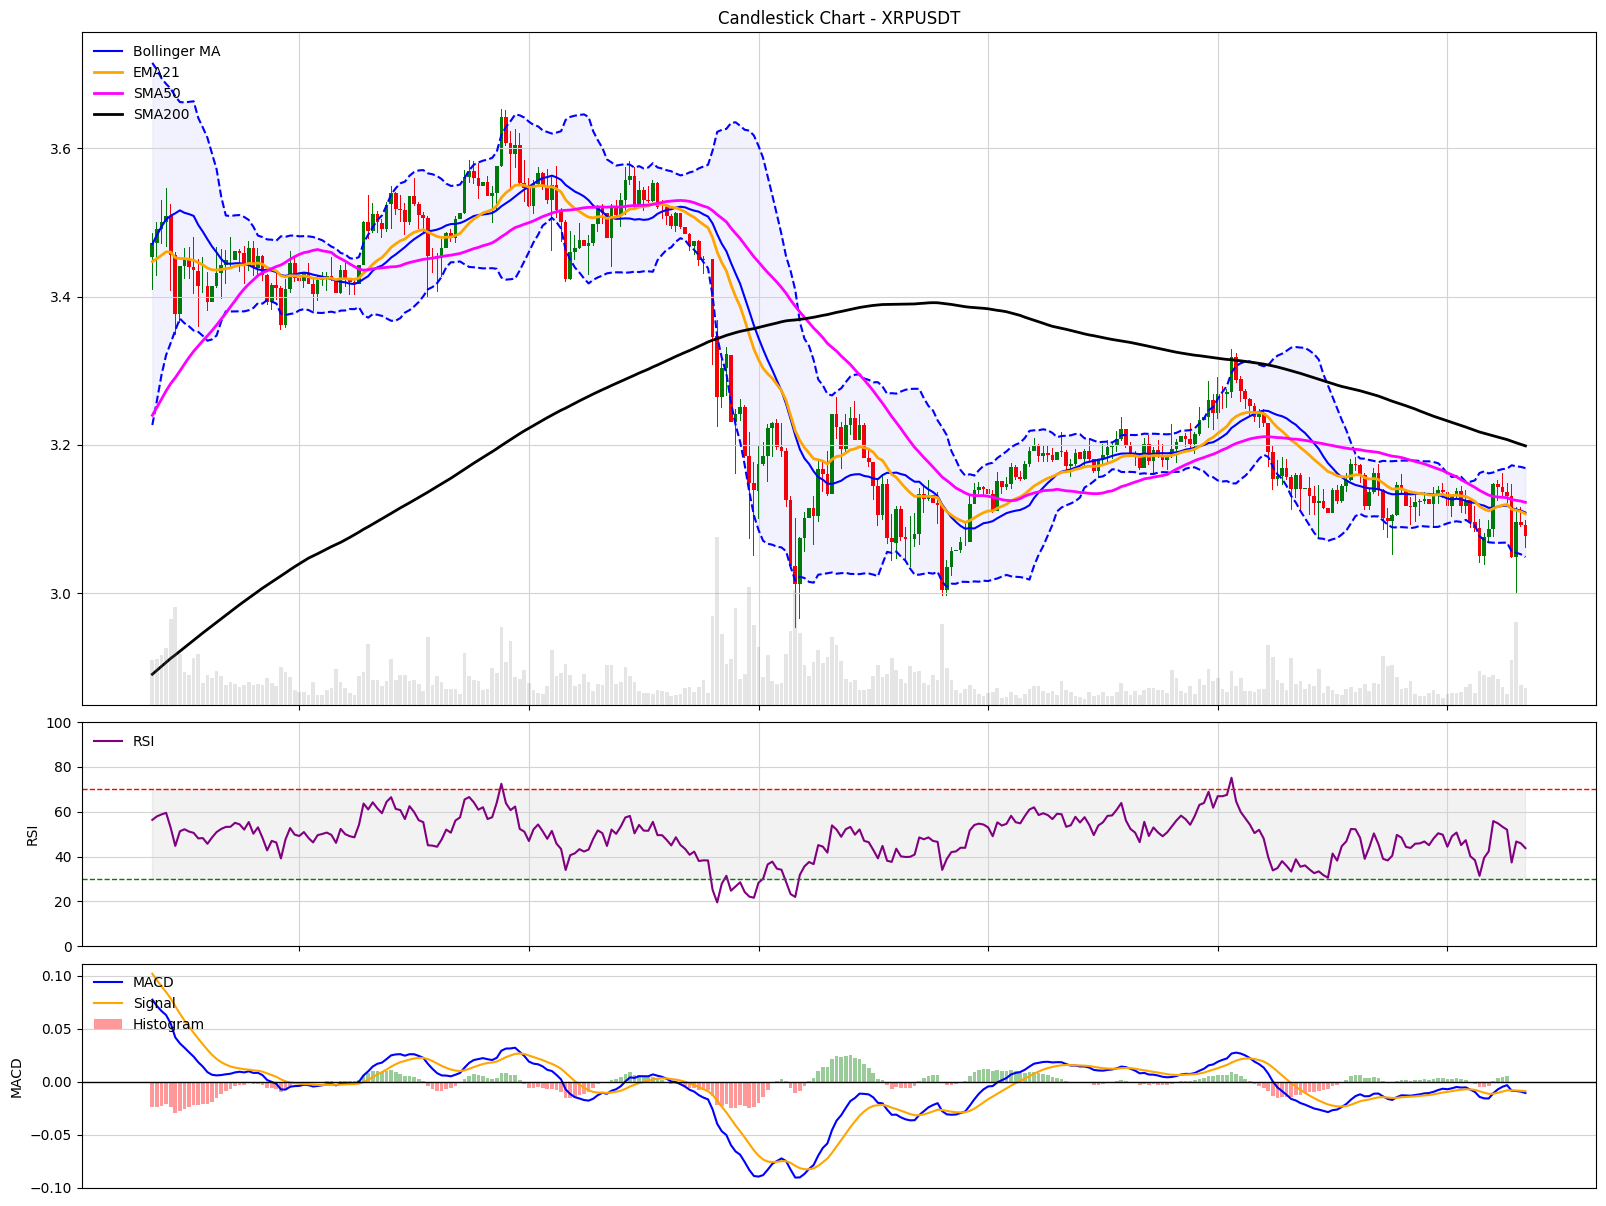 Candlestick Chart - XRPUSDT
Bollinger MA
EMA21
SMA50
SMA200
3.6
3.4
3.2
3.0
100
80
60
40
20
0
RSI
RSI
0.10
0.05
0.00
−0.05
−0.10
MACD
MACD
Signal
Histogram